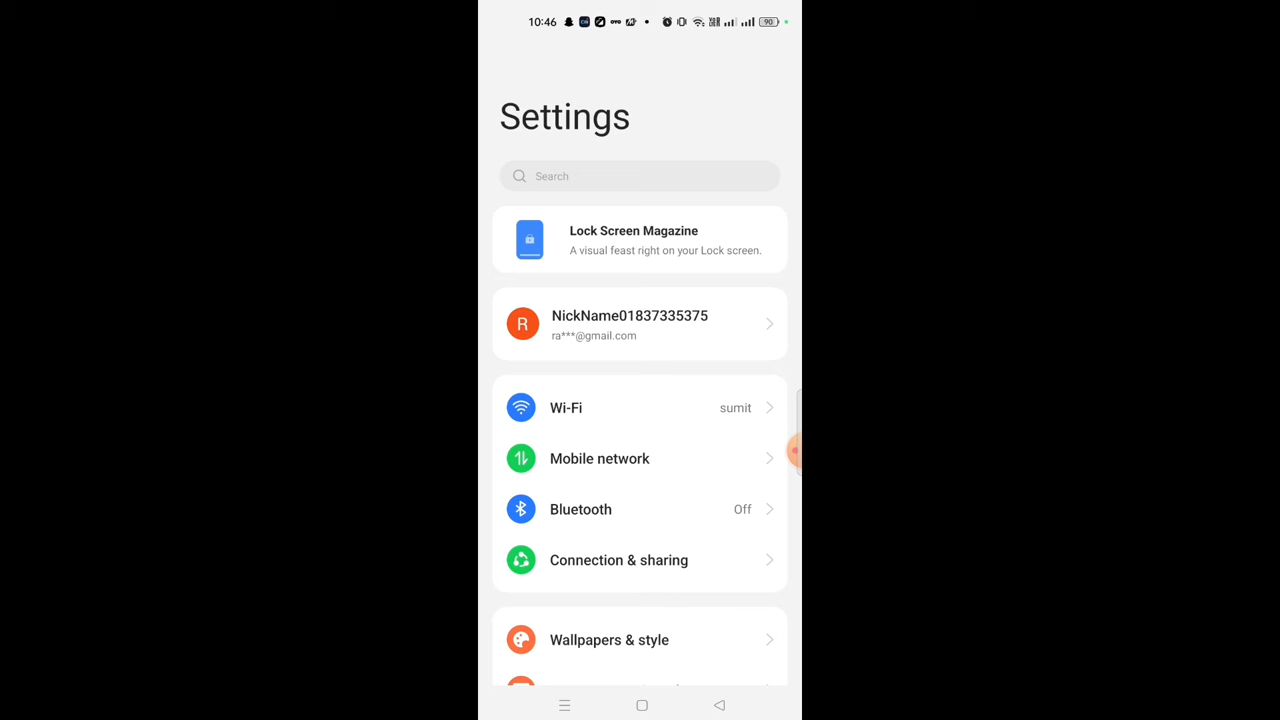 10:46
90
Settings
Search
Lock Screen Magazine
A visual feast right on your Lock screen.
NickName01837335375
ra***@gmail.com
Wi-Fi sumit
Mobile network
Bluetooth Off
Connection & sharing
Wallpapers & style